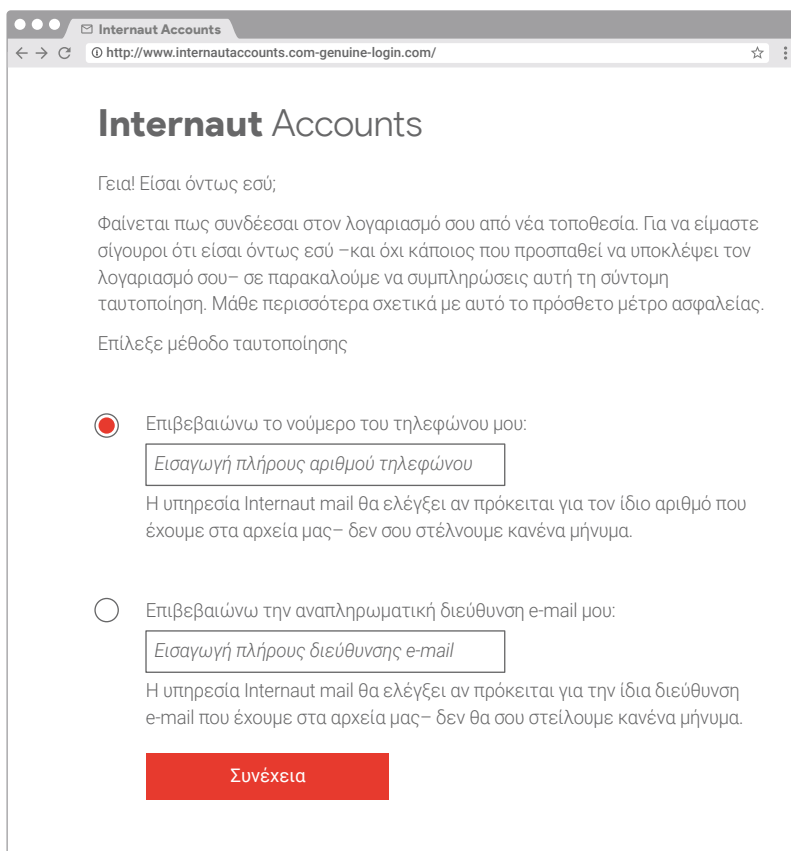 Internaut Accounts
http://www.internautaccounts.com-genuine-login.com/
Internaut Accounts
Γεια! Είσαι όντως εσύ;
Φαίνεται πως συνδέεσαι στον λογαριασμό σου από νέα τοποθεσία. Για να είμαστε
σίγουροι ότι είσαι όντως εσύ –και όχι κάποιος που προσπαθεί να υποκλέψει τον
λογαριασμό σου– σε παρακαλούμε να συμπληρώσεις αυτή τη σύντομη
ταυτοποίηση. Μάθε περισσότερα σχετικά με αυτό το πρόσθετο μέτρο ασφαλείας.
Επίλεξε μέθοδο ταυτοποίησης
Επιβεβαιώνω το νούμερο του τηλεφώνου μου:
Εισαγωγή πλήρους αριθμού τηλεφώνου
Η υπηρεσία Internaut mail θα ελέγξει αν πρόκειται για τον ίδιο αριθμό που
έχουμε στα αρχεία μας– δεν σου στέλνουμε κανένα μήνυμα.
Επιβεβαιώνω την αναπληρωματική διεύθυνση e-mail μου:
Εισαγωγή πλήρους διεύθυνσης e-mail
Η υπηρεσία Internaut mail θα ελέγξει αν πρόκειται για την ίδια διεύθυνση
e-mail που έχουμε στα αρχεία μας– δεν θα σου στείλουμε κανένα μήνυμα.
Συνέχεια